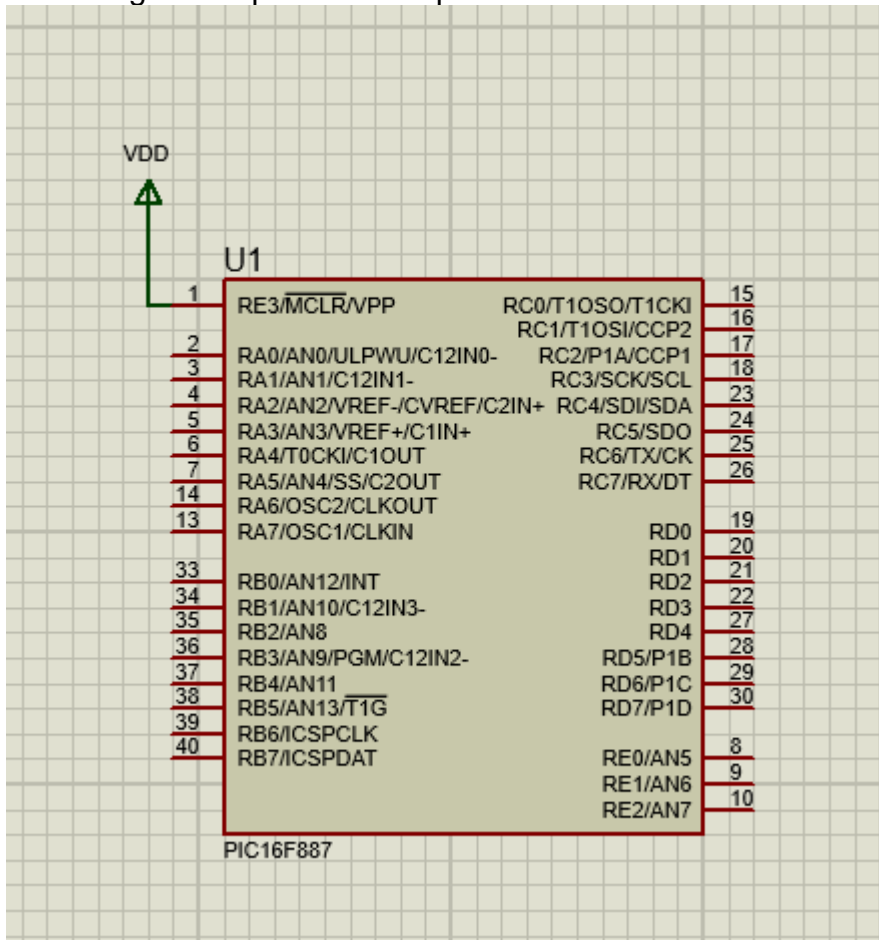 VDD
U1
1 RE3/MCLR/VPP RC0/T1OSO/T1CKI 15
RC1/T1OSI/CCP2 16
2 RA0/AN0/ULPWU/C12IN0- RC2/P1A/CCP1 17
3 RA1/AN1/C12IN1- RC3/SCK/SCL 18
4 RA2/AN2/VREF-/CVREF/C2IN+ RC4/SDI/SDA 23
5 RA3/AN3/VREF+/C1IN+ RC5/SDO 24
6 RA4/T0CKI/C1OUT RC6/TX/CK 25
7 RA5/AN4/SS/C2OUT RC7/RX/DT 26
14 RA6/OSC2/CLKOUT
13 RA7/OSC1/CLKIN RD0 19
RD1 20
33 RB0/AN12/INT RD2 21
34 RB1/AN10/C12IN3- RD3 22
35 RB2/AN8 RD4 27
36 RB3/AN9/PGM/C12IN2- RD5/P1B 28
37 RB4/AN11 RD6/P1C 29
38 RB5/AN13/T1G RD7/P1D 30
39 RB6/ICSPCLK
40 RB7/ICSPDAT RE0/AN5 8
RE1/AN6 9
RE2/AN7 10
PIC16F887